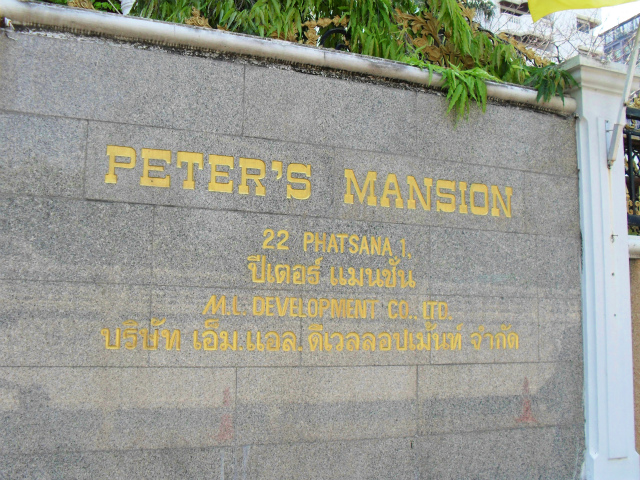 PETER'S MANSION
22 PHATSANA 1,
ปีเตอร์ แมนชั่น
M.L. DEVELOPMENT CO., LTD.
บริษัท เอ็ม.แอล. ดีเวลลอปเม้นท์ จำกัด